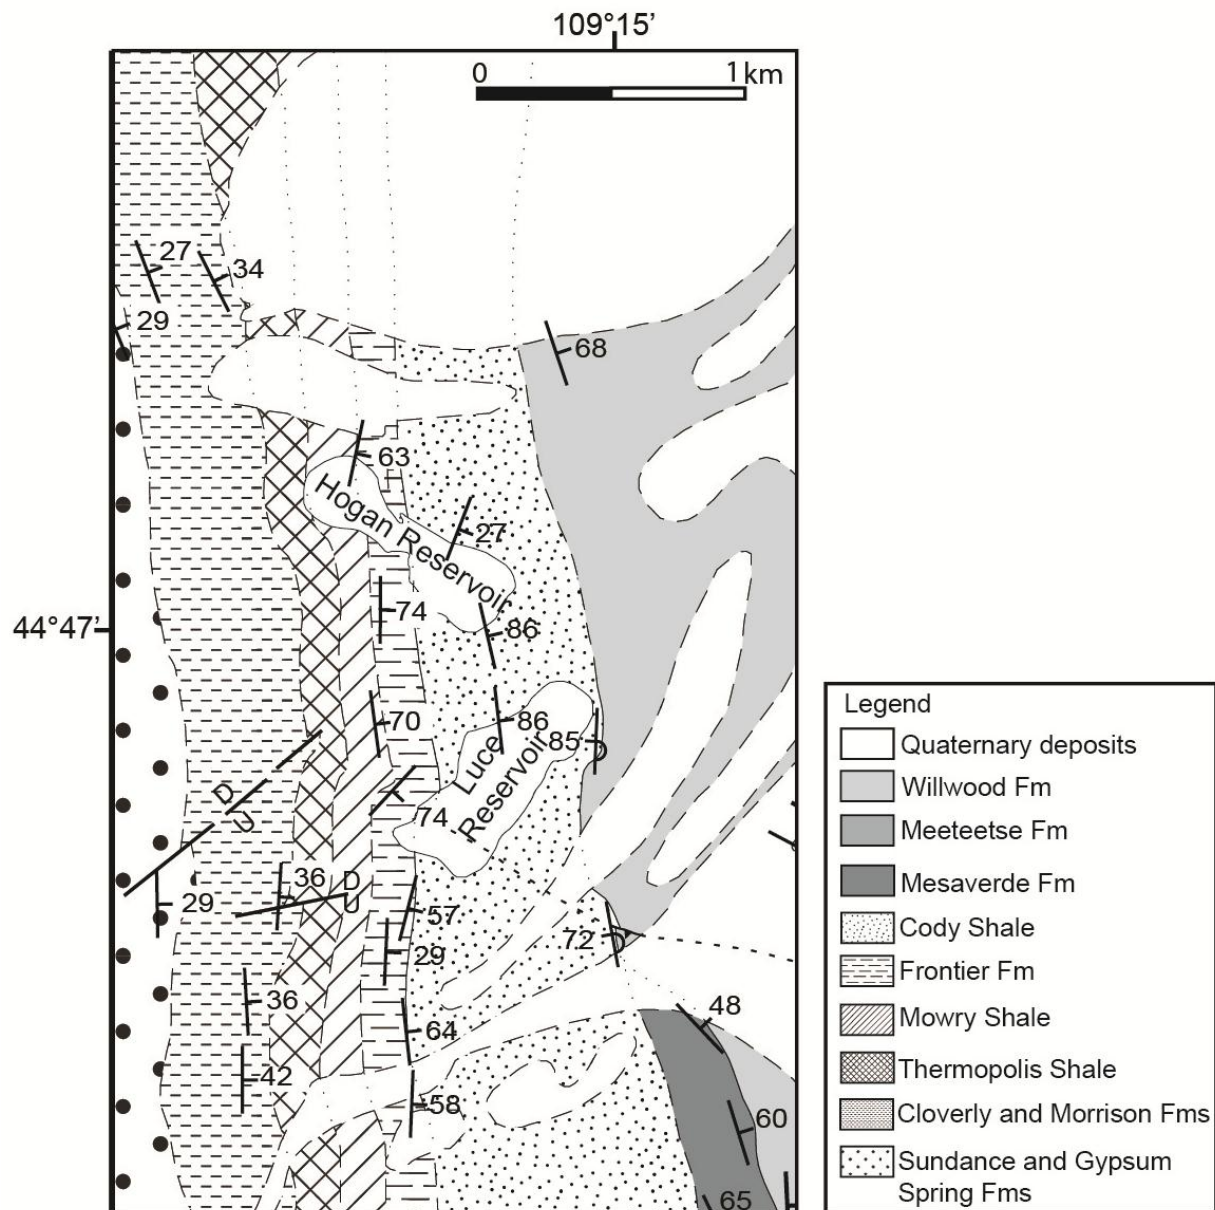 109°15'
0 1 km
27
34
29
68
63
Hogan Reservoir
27
74
86
44°47'
70
86
85
Luce
Reservoir
D
U
74
36
D
U
29
57
72
29
36
48
64
42
58
60
65
Legend
Quaternary deposits
Willwood Fm
Meeteetse Fm
Mesaverde Fm
Cody Shale
Frontier Fm
Mowry Shale
Thermopolis Shale
Cloverly and Morrison Fms
Sundance and Gypsum
Spring Fms